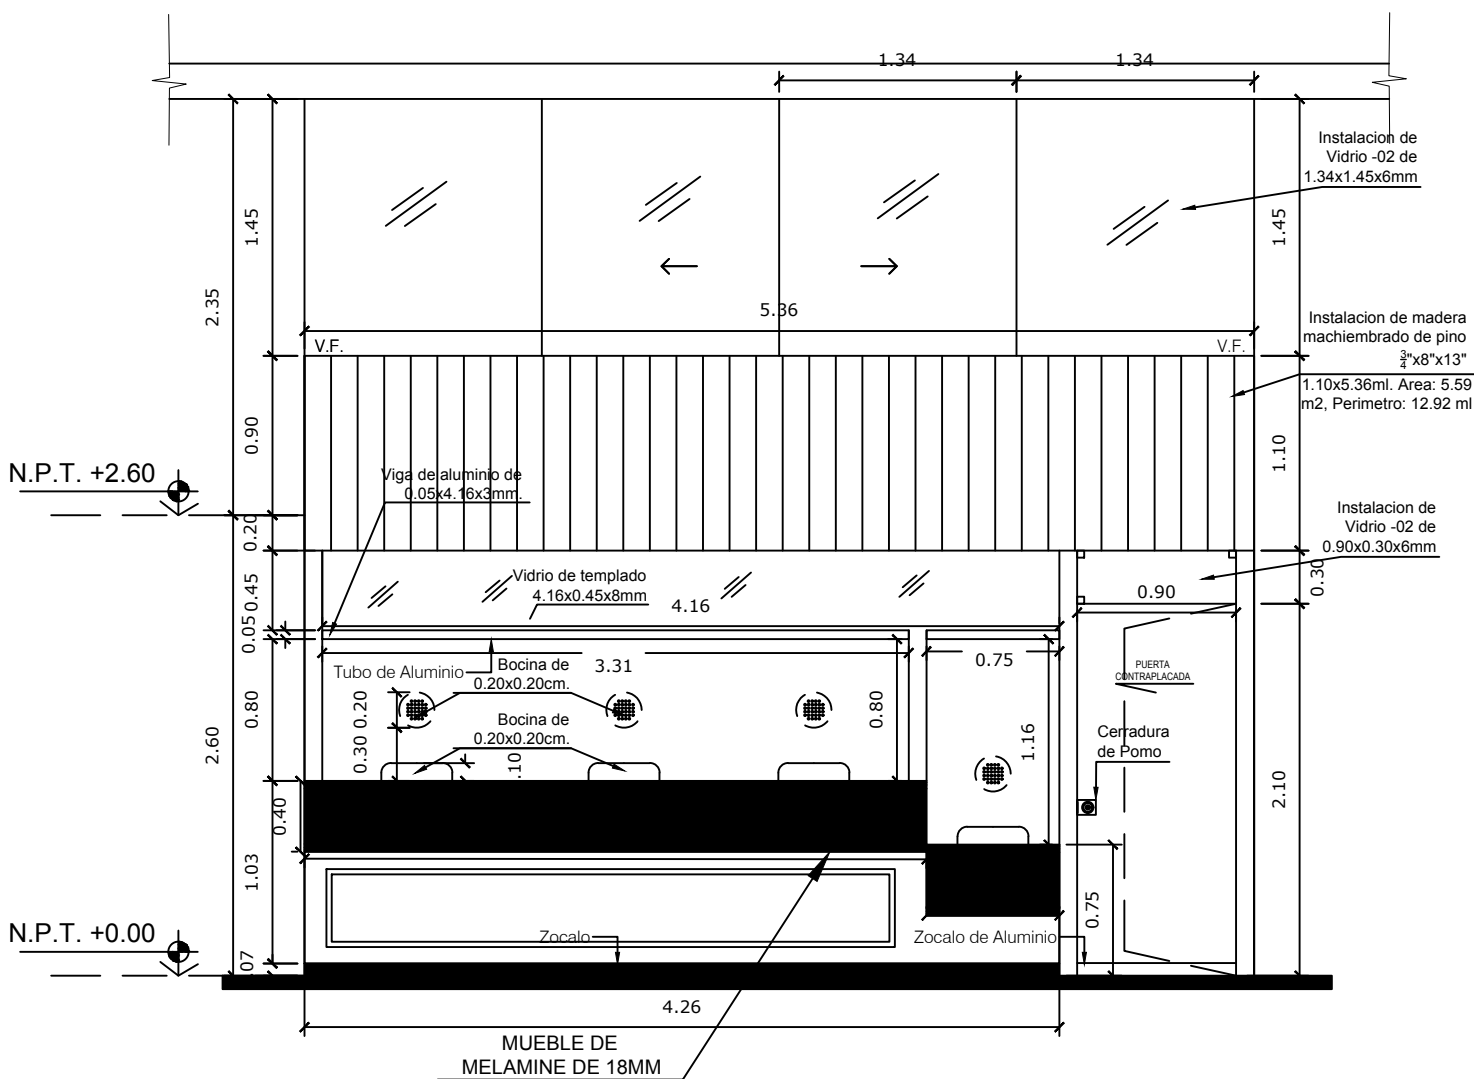 1.34
1.34
Instalacion de
Vidrio -02 de
1.34x1.45x6mm
1.45
1.45
2.35
5.36
V.F.
V.F.
Instalacion de madera
machiembrado de pino
¾"x8"x13"
1.10x5.36ml. Area: 5.59
m2, Perimetro: 12.92 ml
0.90
1.10
N.P.T. +2.60
Viga de aluminio de
0.05x4.16x3mm.
Instalacion de
Vidrio -02 de
0.90x0.30x6mm
0.20
0.45
0.05
Vidrio de templado
4.16x0.45x8mm
4.16
0.90
0.30
Tubo de Aluminio
Bocina de
0.20x0.20cm.
3.31
0.75
PUERTA
CONTRAPLACADA
0.80
0.20
0.30
0.80
1.16
Bocina de
0.20x0.20cm.
.10
Cerradura
de Pomo
2.60
2.10
0.40
1.03
0.75
N.P.T. +0.00
Zocalo
Zocalo de Aluminio
07
4.26
MUEBLE DE
MELAMINE DE 18MM